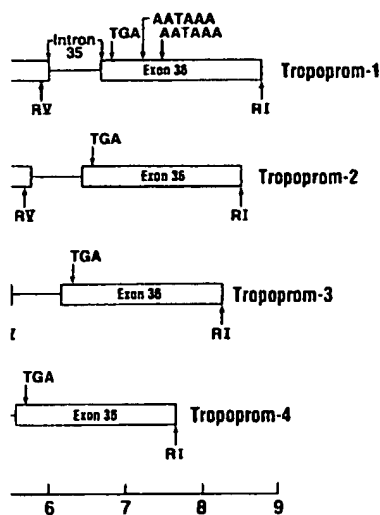 AATAAA
Intron TGA AATAAA
35
Exon 36 Tropoprom-1
RV RI
TGA
Exon 36 Tropoprom-2
RV RI
TGA
Exon 36 Tropoprom-3
RI
TGA
Exon 36 Tropoprom-4
RI
6 7 8 9